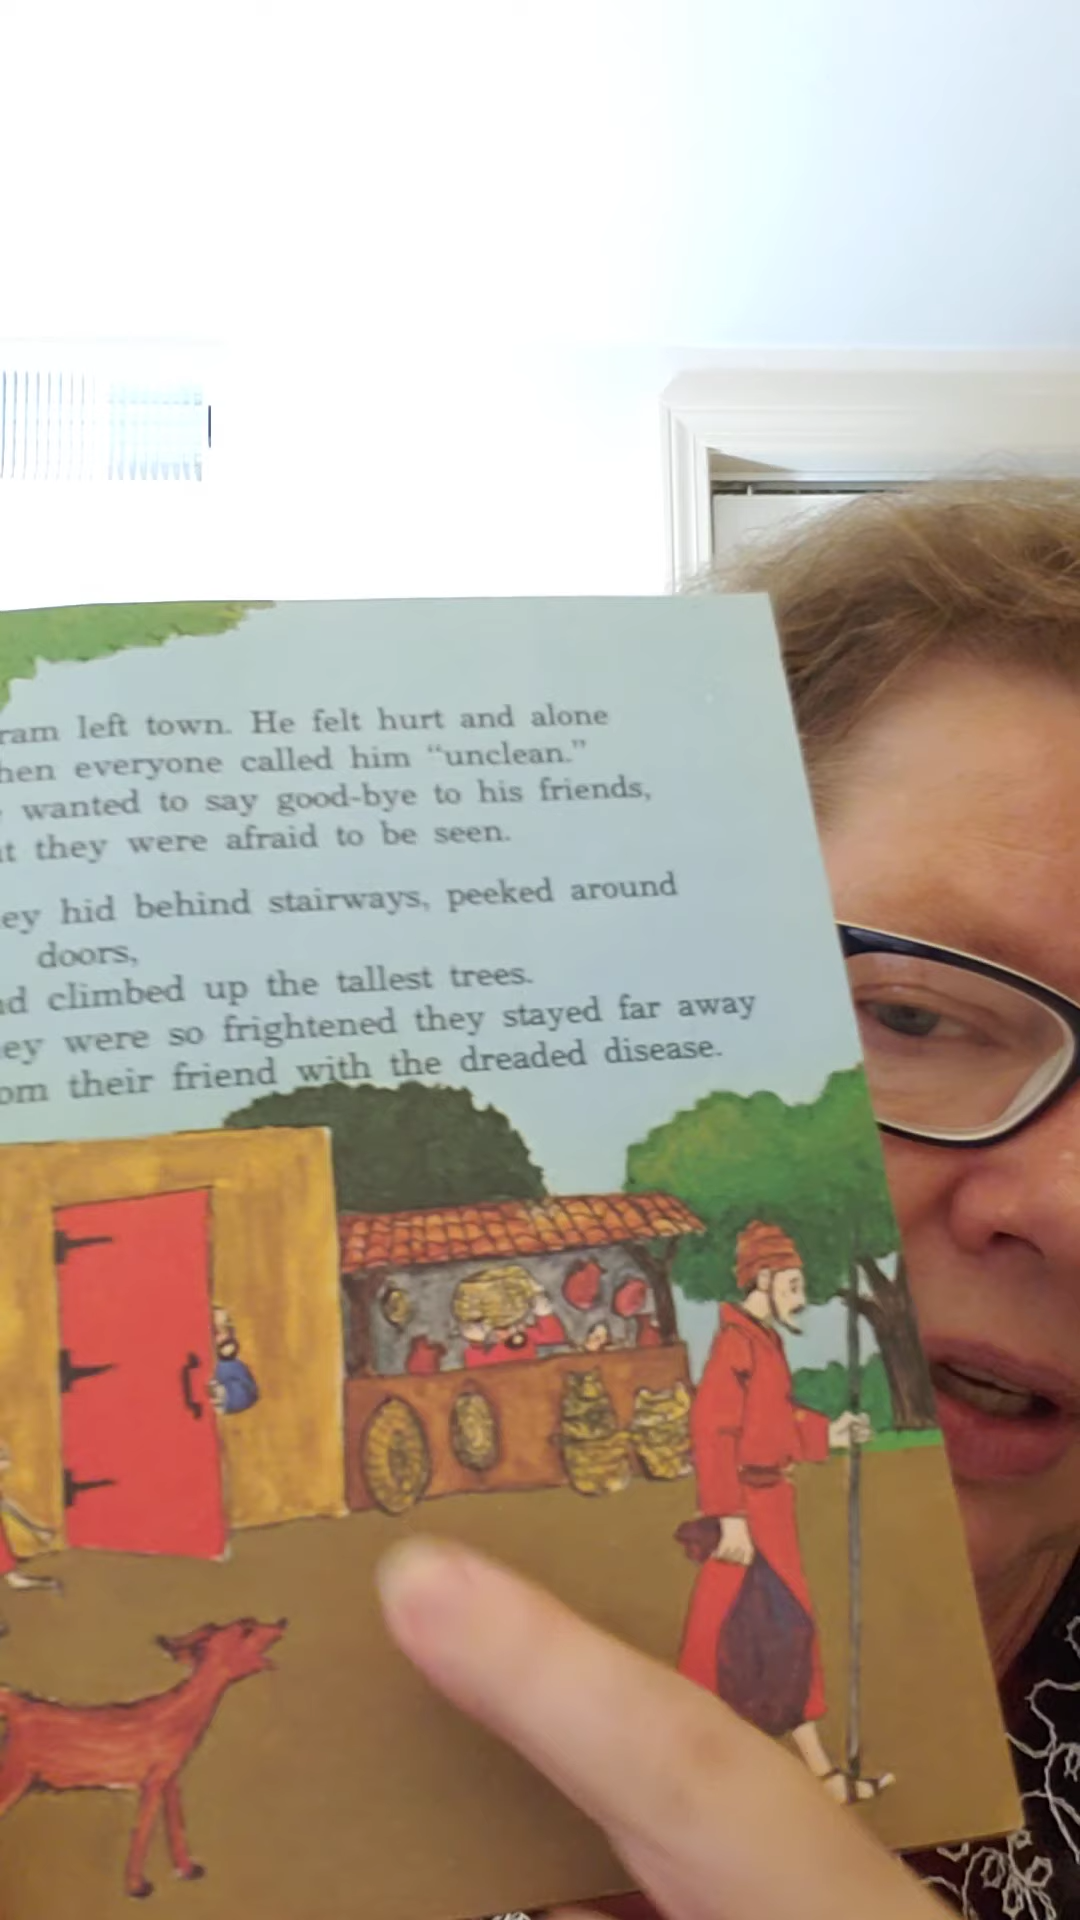 ram left town. He felt hurt and alone
hen everyone called him “unclean.”
wanted to say good-bye to his friends,
t they were afraid to be seen.
ey hid behind stairways, peeked around
doors,
d climbed up the tallest trees.
ey were so frightened they stayed far away
om their friend with the dreaded disease.